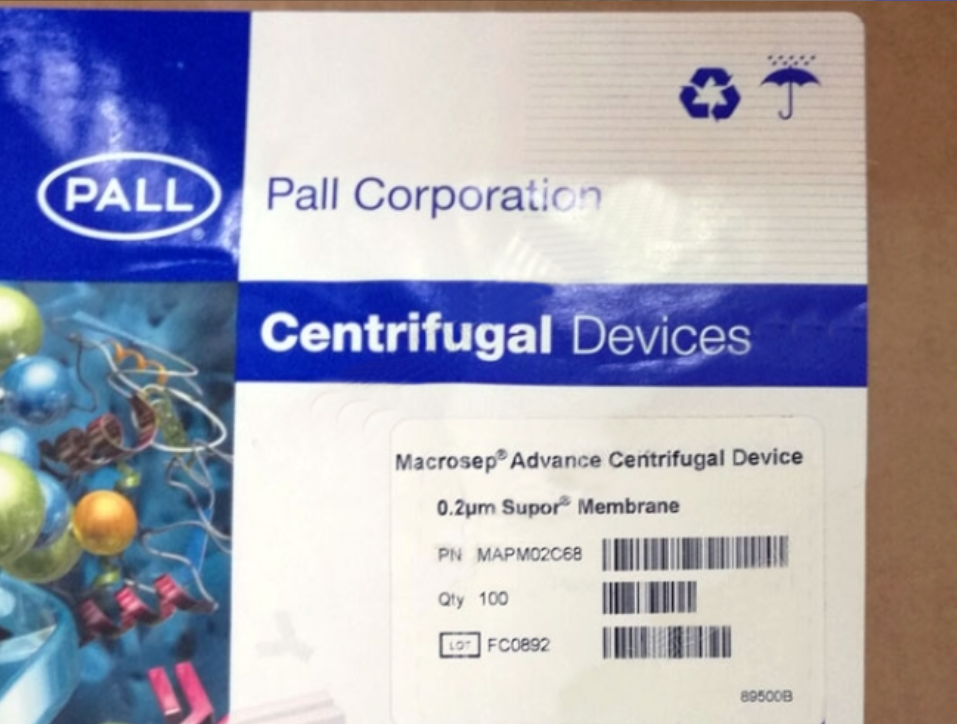 PALL
Pall Corporation
Centrifugal Devices
Macrosep® Advance Centrifugal Device
0.2µm Supor® Membrane
PN MAPM02C68
Qty 100
LOT FC0892
89500B